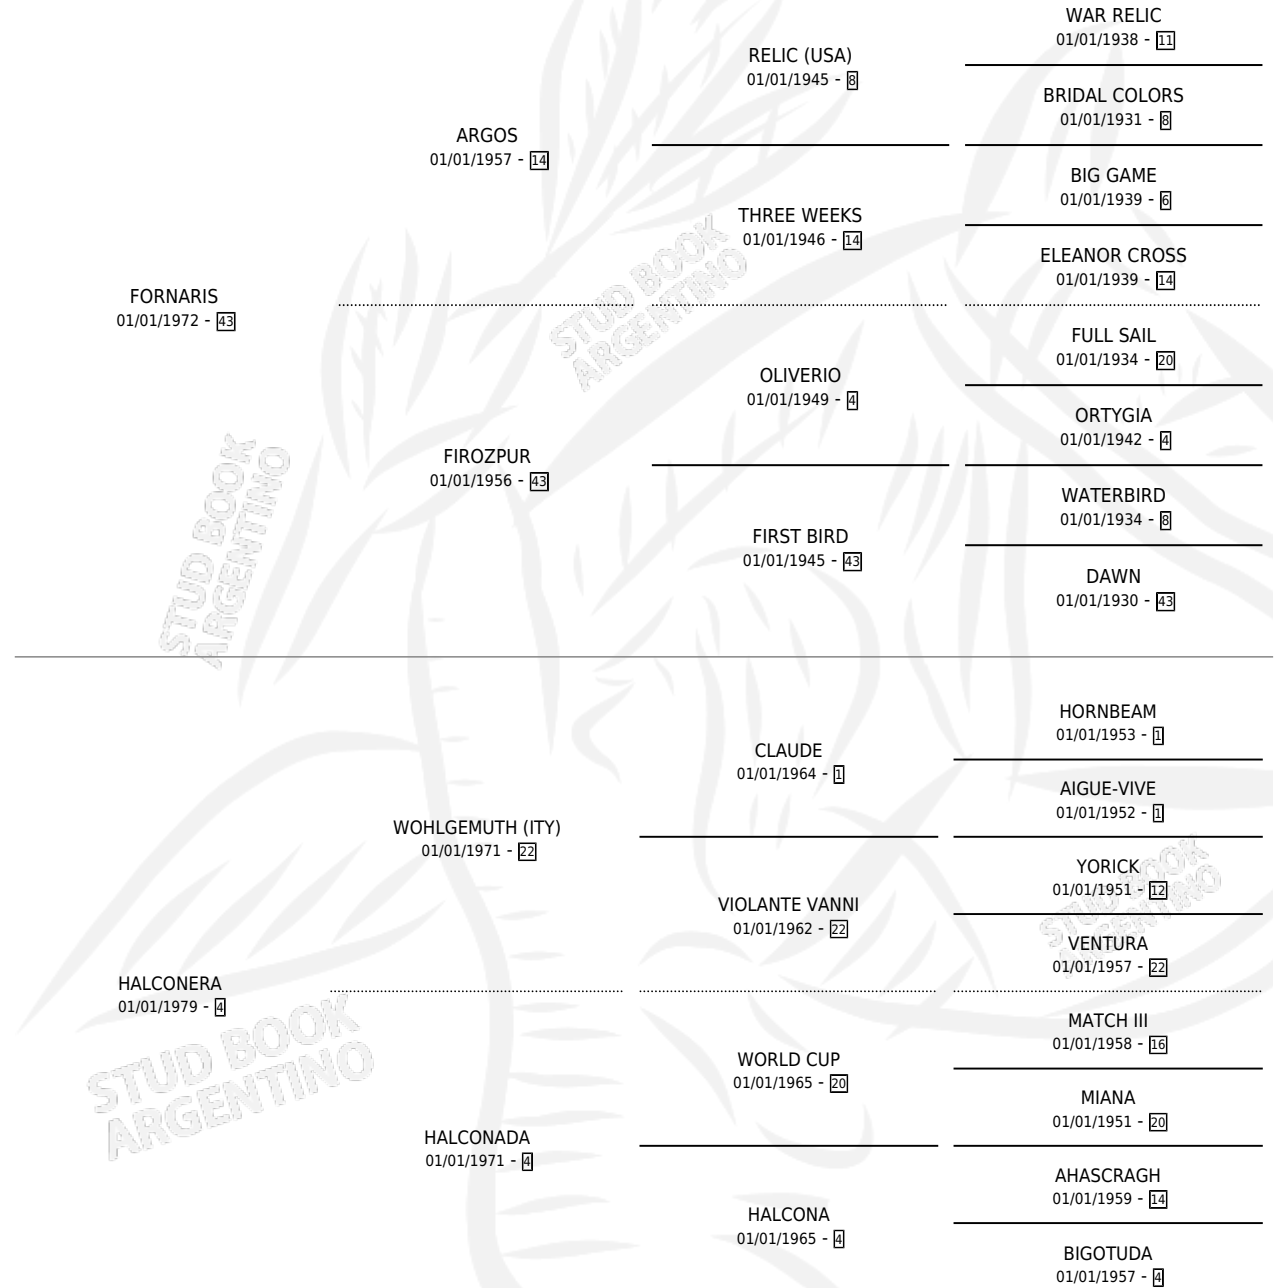 WAR RELIC
01/01/1938 - 11
RELIC (USA)
01/01/1945 - 8
BRIDAL COLORS
01/01/1931 - 8
ARGOS
01/01/1957 - 14
BIG GAME
01/01/1939 - 6
THREE WEEKS
01/01/1946 - 14
ELEANOR CROSS
01/01/1939 - 14
FORNARIS
01/01/1972 - 43
STUD BOOK
ARGENTINO
FULL SAIL
01/01/1934 - 20
OLIVERIO
01/01/1949 - 4
ORTYGIA
01/01/1942 - 4
FIROZPUR
01/01/1956 - 43
WATERBIRD
01/01/1934 - 8
FIRST BIRD
01/01/1945 - 43
DAWN
01/01/1930 - 43
STUD BOOK
ARGENTINO
HORNBEAM
01/01/1953 - 1
CLAUDE
01/01/1964 - 1
AIGUE-VIVE
01/01/1952 - 1
WOHLGEMUTH (ITY)
01/01/1971 - 22
YORICK
01/01/1951 - 12
VIOLANTE VANNI
01/01/1962 - 22
VENTURA
01/01/1957 - 22
STUD BOOK
ARGENTINO
HALCONERA
01/01/1979 - 4
MATCH III
01/01/1958 - 16
WORLD CUP
01/01/1965 - 20
MIANA
01/01/1951 - 20
STUD BOOK
ARGENTINO
HALCONADA
01/01/1971 - 4
AHASCRAGH
01/01/1959 - 14
HALCONA
01/01/1965 - 4
BIGOTUDA
01/01/1957 - 4